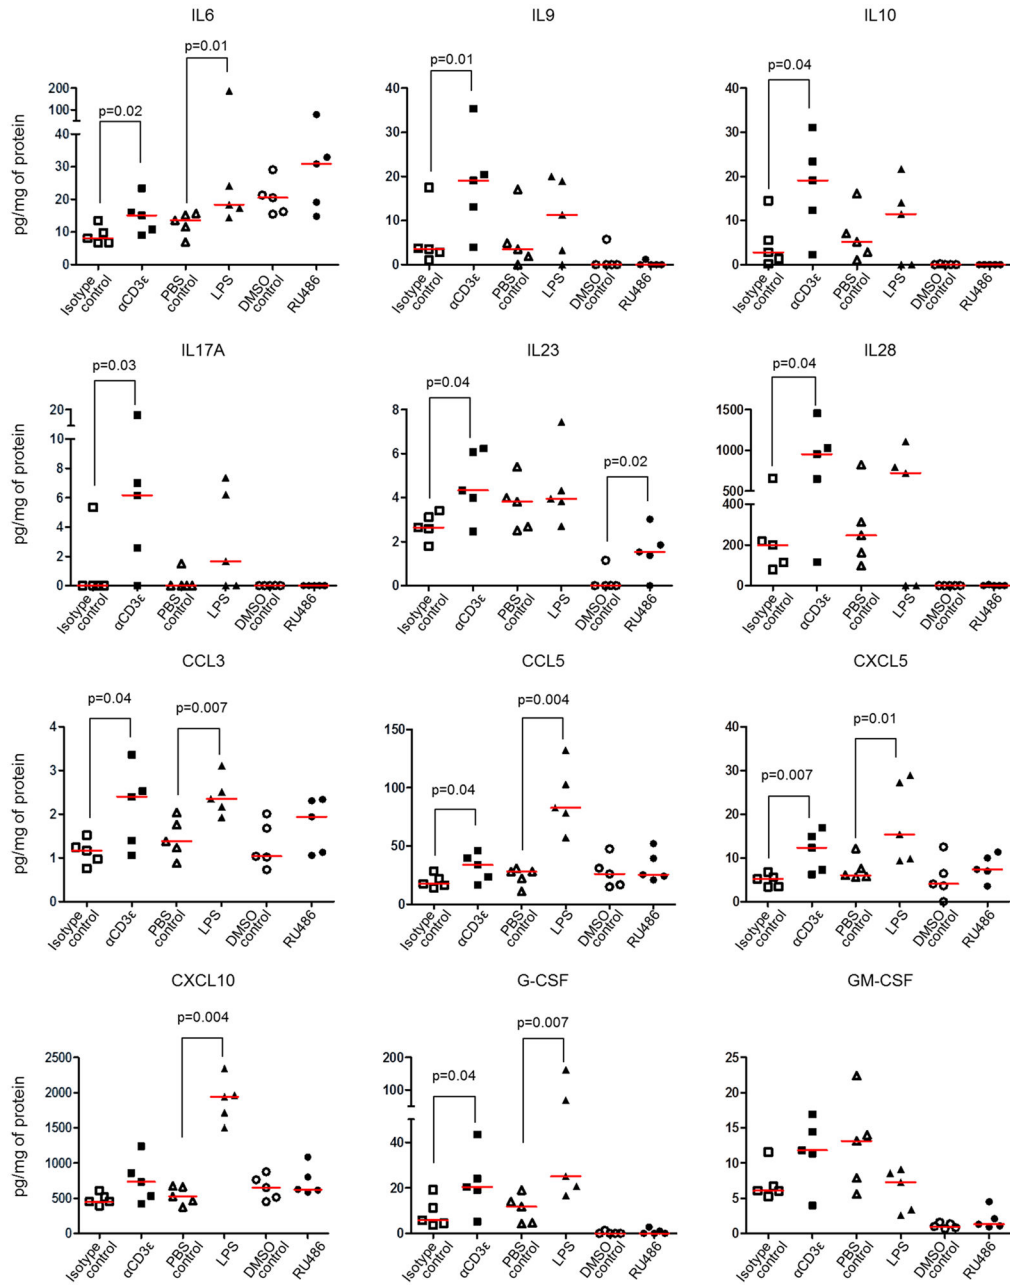 IL6 IL9 IL10
p=0.01 p=0.01 p=0.04
p=0.02
pg/mg of protein
200 100 40 30 20 10 0
40 30 20 10 0
40 30 20 10 0
Isotype control αCD3ε PBS control LPS DMSO control RU486
Isotype control αCD3ε PBS control LPS DMSO control RU486
Isotype control αCD3ε PBS control LPS DMSO control RU486
IL17A IL23 IL28
p=0.03 p=0.04 p=0.04
p=0.02
pg/mg of protein
20 10 8 6 4 2 0
8 6 4 2 0
1500 1000 500 400 200 0
Isotype control αCD3ε PBS control LPS DMSO control RU486
Isotype control αCD3ε PBS control LPS DMSO control RU486
Isotype control αCD3ε PBS control LPS DMSO control RU486
CCL3 CCL5 CXCL5
p=0.04 p=0.007 p=0.004 p=0.01
p=0.04 p=0.007
pg/mg of protein
4 3 2 1 0
150 100 50 0
40 30 20 10 0
Isotype control αCD3ε PBS control LPS DMSO control RU486
Isotype control αCD3ε PBS control LPS DMSO control RU486
Isotype control αCD3ε PBS control LPS DMSO control RU486
CXCL10 G-CSF GM-CSF
p=0.004 p=0.007
p=0.04
pg/mg of protein
2500 2000 1500 1000 500 0
200 100 40 20 0
25 20 15 10 5 0
Isotype control αCD3ε PBS control LPS DMSO control RU486
Isotype control αCD3ε PBS control LPS DMSO control RU486
Isotype control αCD3ε PBS control LPS DMSO control RU486